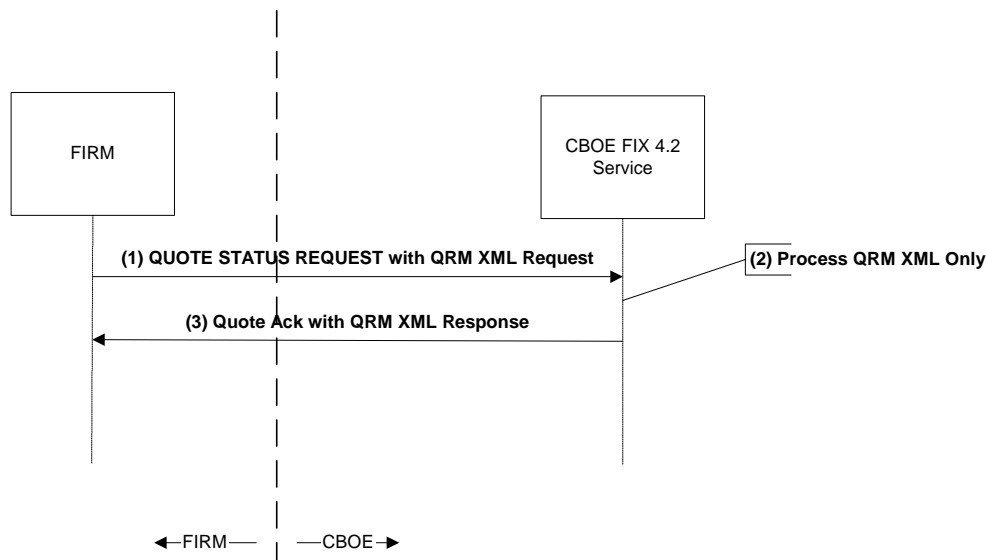 FIRM
CBOE FIX 4.2
Service
(1) QUOTE STATUS REQUEST with QRM XML Request
(2) Process QRM XML Only
(3) Quote Ack with QRM XML Response
FIRM
CBOE